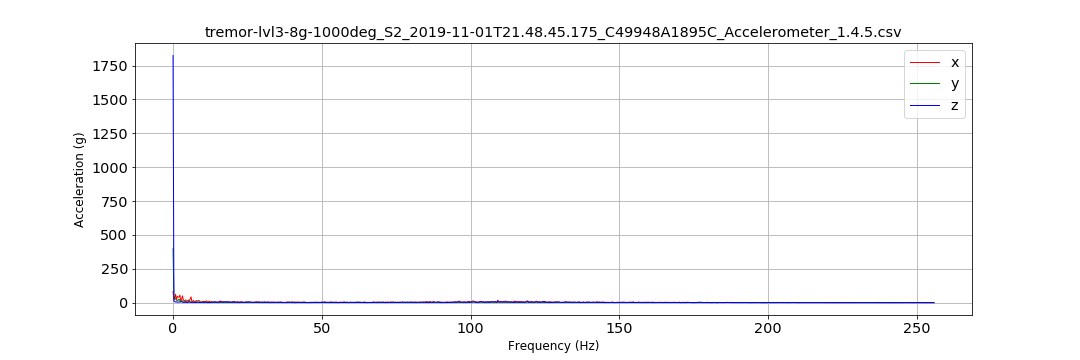 tremor-lvl3-8g-1000deg_S2_2019-11-01T21.48.45.175_C49948A1895C_Accelerometer_1.4.5.csv
x
y
z
Acceleration (g)
1750
1500
1250
1000
750
500
250
0
0 50 100 150 200 250
Frequency (Hz)